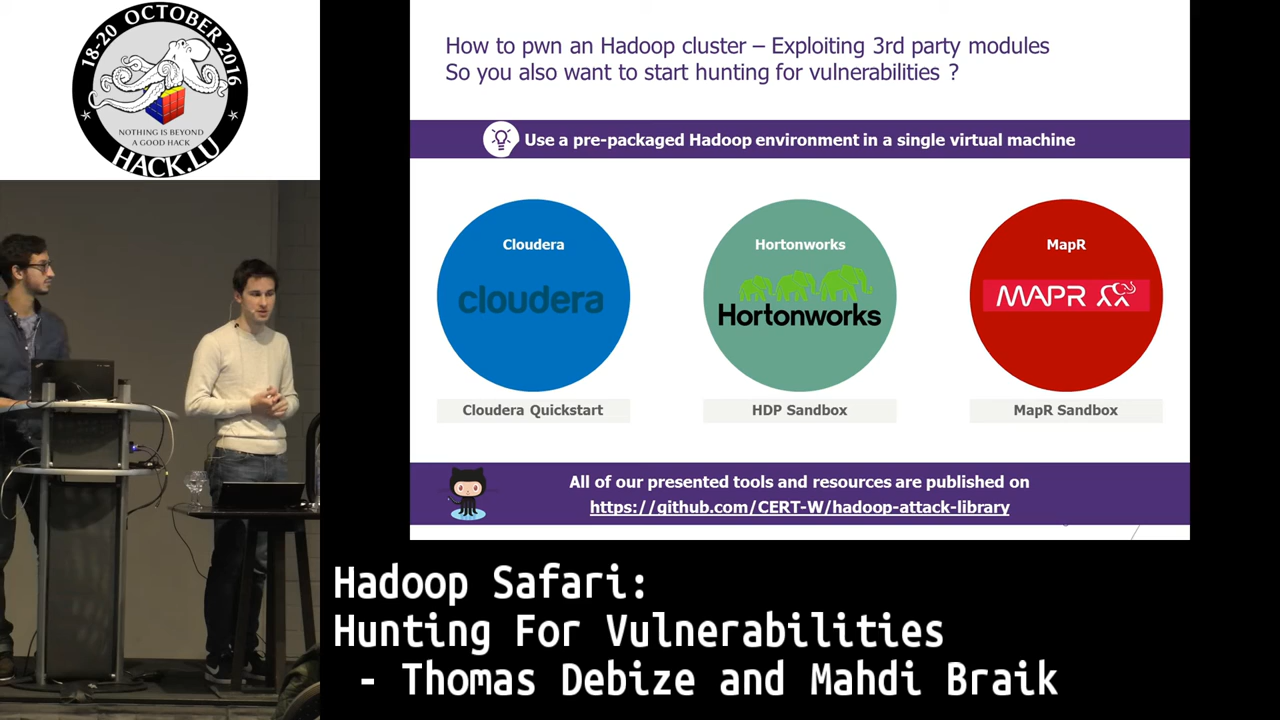 18-20 OCTOBER 2016
NOTHING IS BEYOND
A GOOD HACK
HACK.LU
How to pwn an Hadoop cluster – Exploiting 3rd party modules
So you also want to start hunting for vulnerabilities ?
Use a pre-packaged Hadoop environment in a single virtual machine
Cloudera
cloudera
Cloudera Quickstart
Hortonworks
Hortonworks
HDP Sandbox
MapR
MAPR
MapR Sandbox
All of our presented tools and resources are published on
https://github.com/CERT-W/hadoop-attack-library
Hadoop Safari:
Hunting For Vulnerabilities
- Thomas Debize and Mahdi Braik